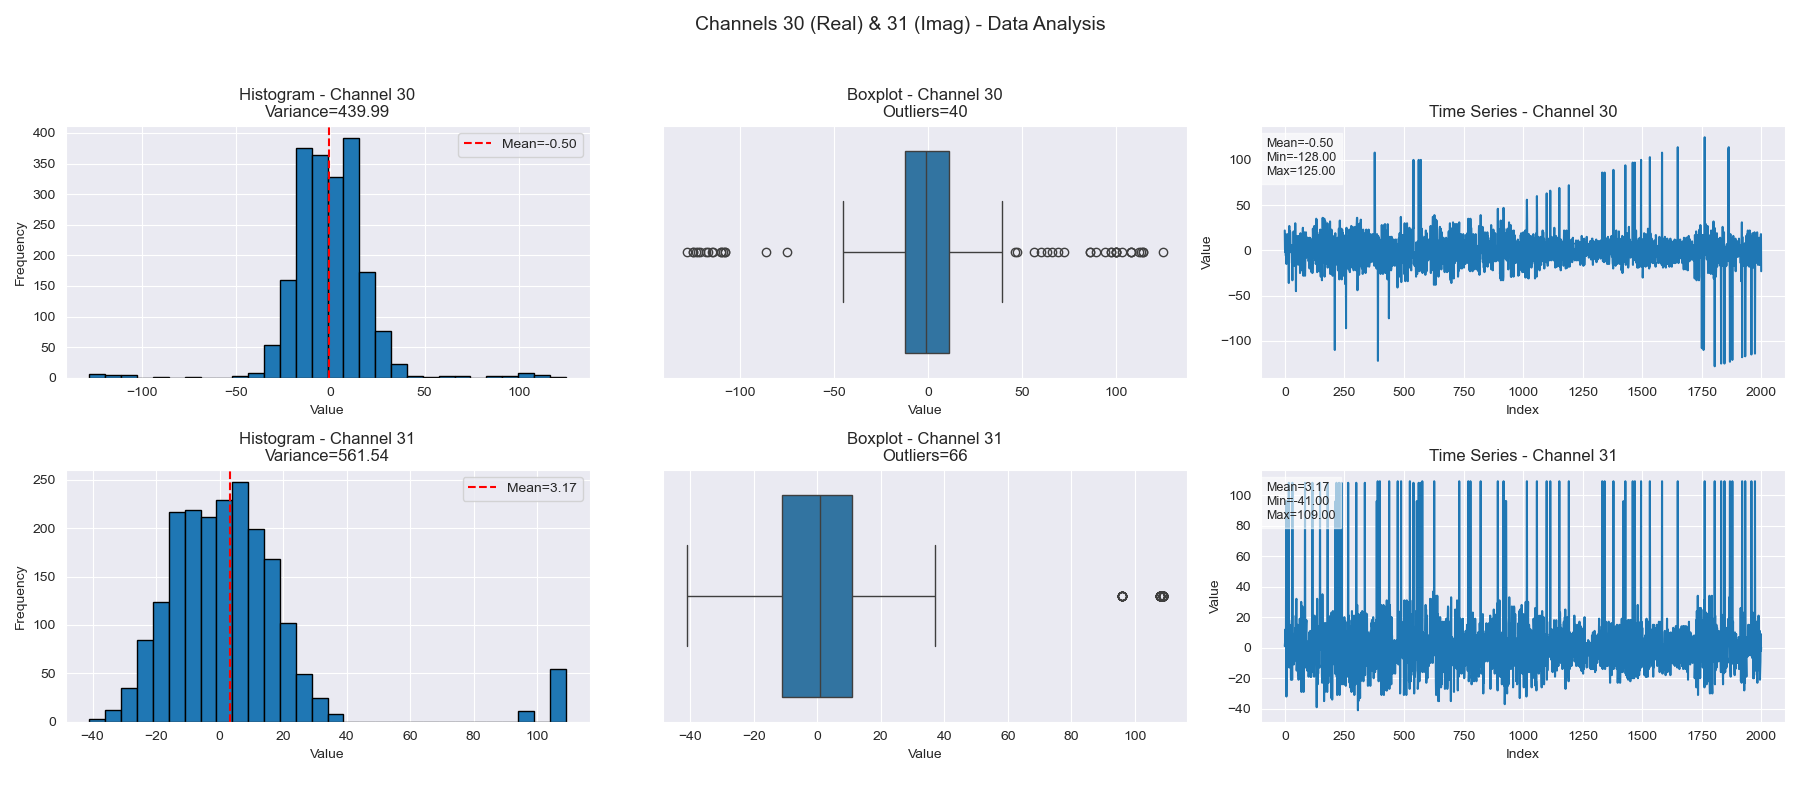 Channels 30 (Real) & 31 (Imag) - Data Analysis
Histogram - Channel 30
Variance=439.99
Mean=-0.50
Frequency
400
350
300
250
200
150
100
50
0
−100
−50
0
50
100
Value
Boxplot - Channel 30
Outliers=40
−100
−50
0
50
100
Value
Time Series - Channel 30
Mean=-0.50
Min=-128.00
Max=125.00
Value
100
50
0
−50
−100
0
250
500
750
1000
1250
1500
1750
2000
Index
Histogram - Channel 31
Variance=561.54
Mean=3.17
Frequency
250
200
150
100
50
0
−40
−20
0
20
40
60
80
100
Value
Boxplot - Channel 31
Outliers=66
−40
−20
0
20
40
60
80
100
Value
Time Series - Channel 31
Mean=3.17
Min=-41.00
Max=109.00
Value
100
80
60
40
20
0
−20
−40
0
250
500
750
1000
1250
1500
1750
2000
Index